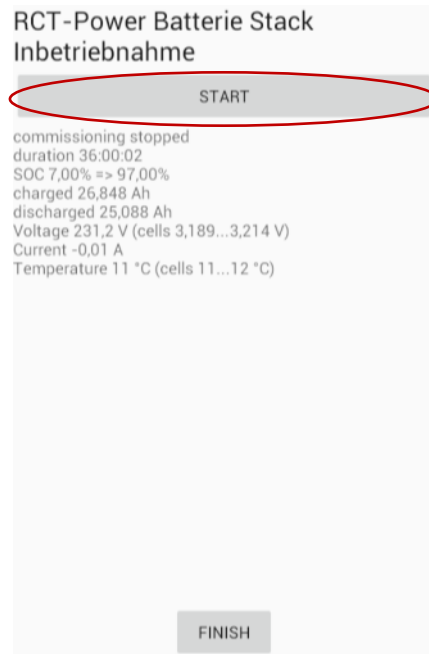 RCT-Power Batterie Stack
Inbetriebnahme
START
commissioning stopped
duration 36:00:02
SOC 7,00% => 97,00%
charged 26,848 Ah
discharged 25,088 Ah
Voltage 231,2 V (cells 3,189...3,214 V)
Current -0,01 A
Temperature 11 °C (cells 11...12 °C)
FINISH